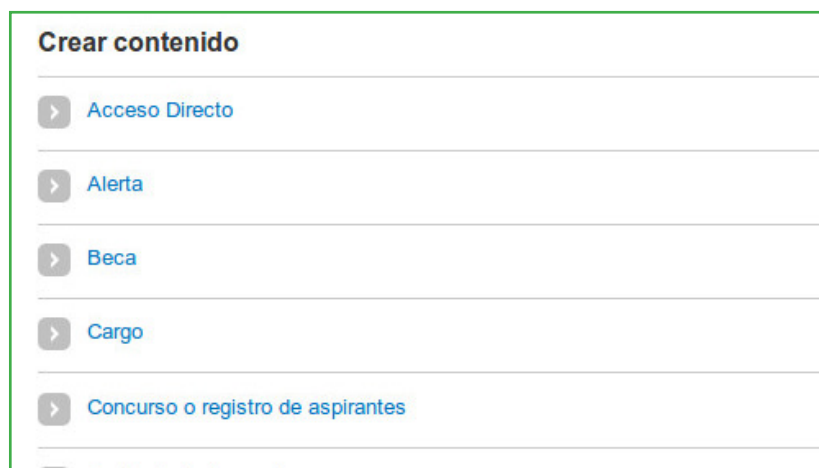 Crear contenido
Acceso Directo
Alerta
Beca
Cargo
Concurso o registro de aspirantes